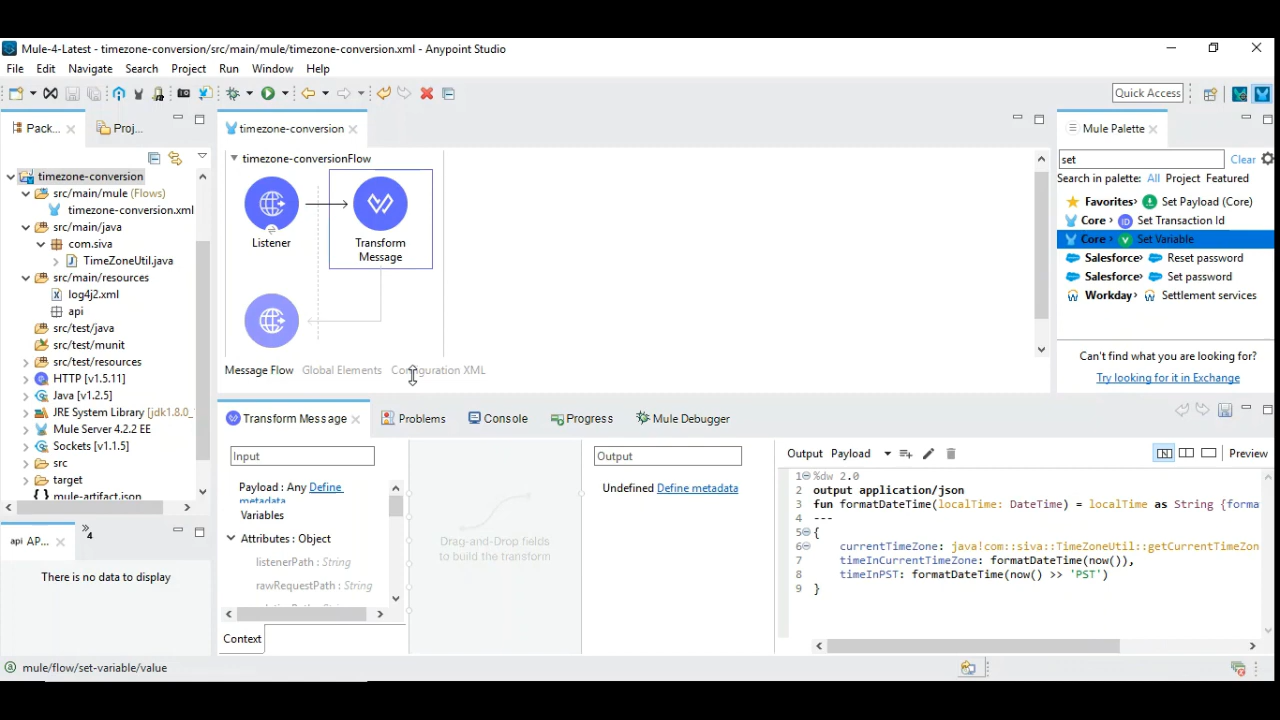 Mule-4-Latest - timezone-conversion/src/main/mule/timezone-conversion.xml - Anypoint Studio
File Edit Navigate Search Project Run Window Help
Quick Access
Pack...
Proj...
timezone-conversion
src/main/mule (Flows)
timezone-conversion.xml
src/main/java
com.siva
TimeZoneUtil.java
src/main/resources
log4j2.xml
api
src/test/java
src/test/munit
src/test/resources
HTTP [v1.5.11]
Java [v1.2.5]
JRE System Library [jdk1.8.0_
Mule Server 4.2.2 EE
Sockets [v1.1.5]
src
target
mule-artifact.json
api AP...
4
There is no data to display
timezone-conversion
timezone-conversionFlow
Listener
Transform
Message
Message Flow Global Elements Configuration XML
Mule Palette
set
Clear
Search in palette: All Project Featured
Favorites> Set Payload (Core)
Core > ID Set Transaction Id
Core > V Set Variable
Salesforce> Reset password
Salesforce> Set password
Workday> Settlement services
Can't find what you are looking for?
Try looking for it in Exchange
Transform Message
Problems
Console
Progress
Mule Debugger
Input
Payload : Any Define
metadata
Variables
Attributes : Object
listenerPath : String
rawRequestPath : String
Context
Drag-and-Drop fields
to build the transform
Output
Undefined Define metadata
Output Payload
Preview
1 %dw 2.0
2 output application/json
3 fun formatDateTime(localTime: DateTime) = localTime as String {forma
4 ---
5 {
6 currentTimeZone: java!com::siva::TimeZoneUtil::getCurrentTimeZon
7 timeInCurrentTimeZone: formatDateTime(now()),
8 timeInPST: formatDateTime(now() >> 'PST')
9 }
mule/flow/set-variable/value